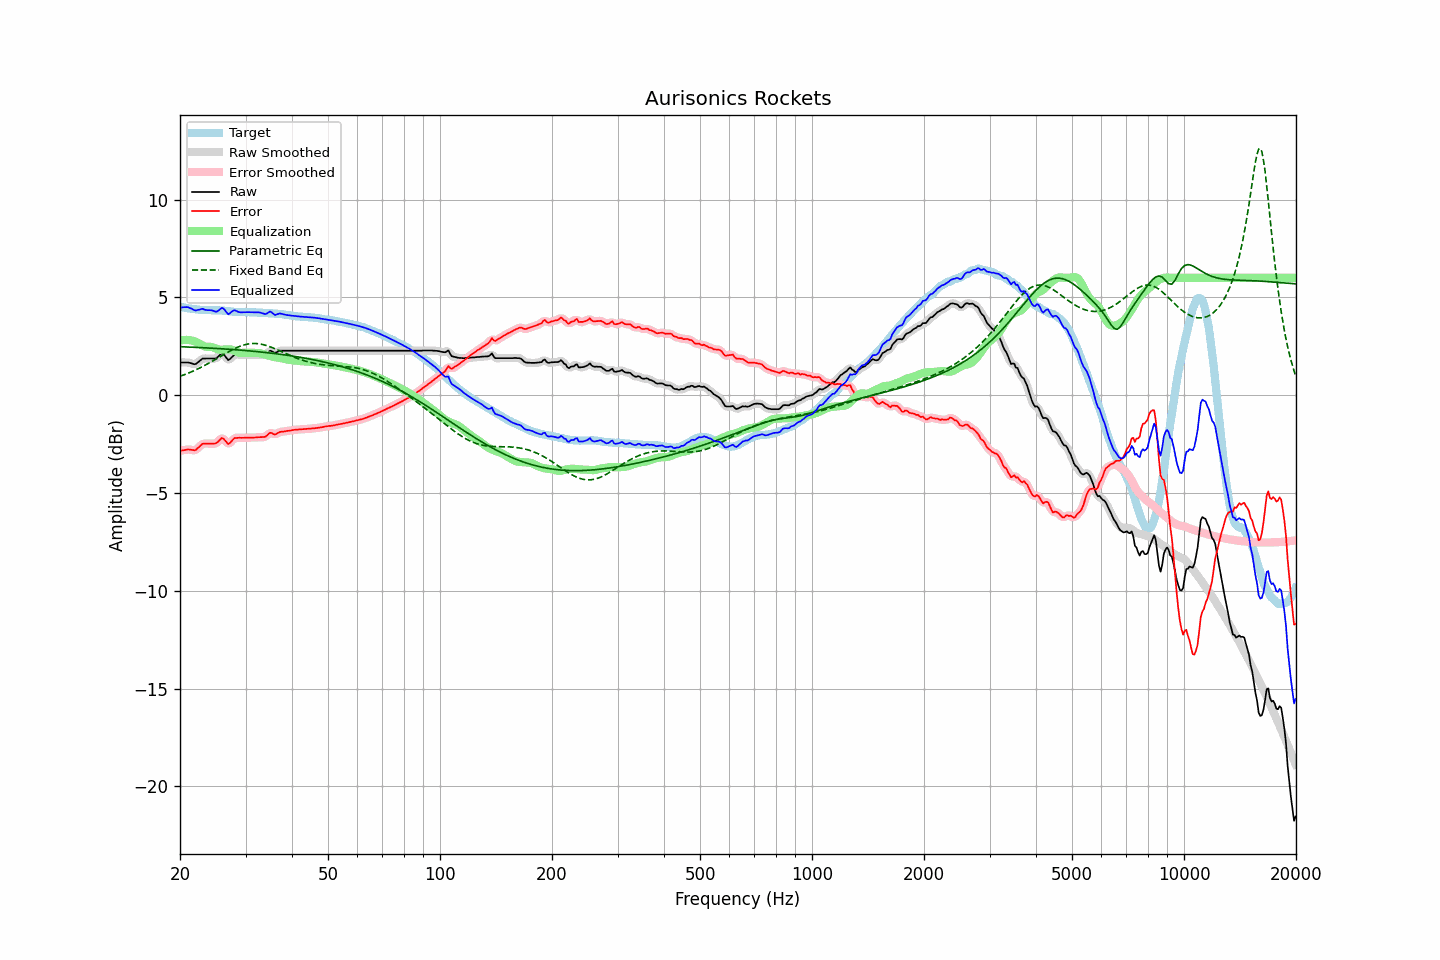 Aurisonics Rockets
Target
Raw Smoothed
Error Smoothed
Raw
Error
Equalization
Parametric Eq
Fixed Band Eq
Equalized
10
5
0
−5
−10
−15
−20
Amplitude (dBr)
20 50 100 200 500 1000 2000 5000 10000 20000
Frequency (Hz)